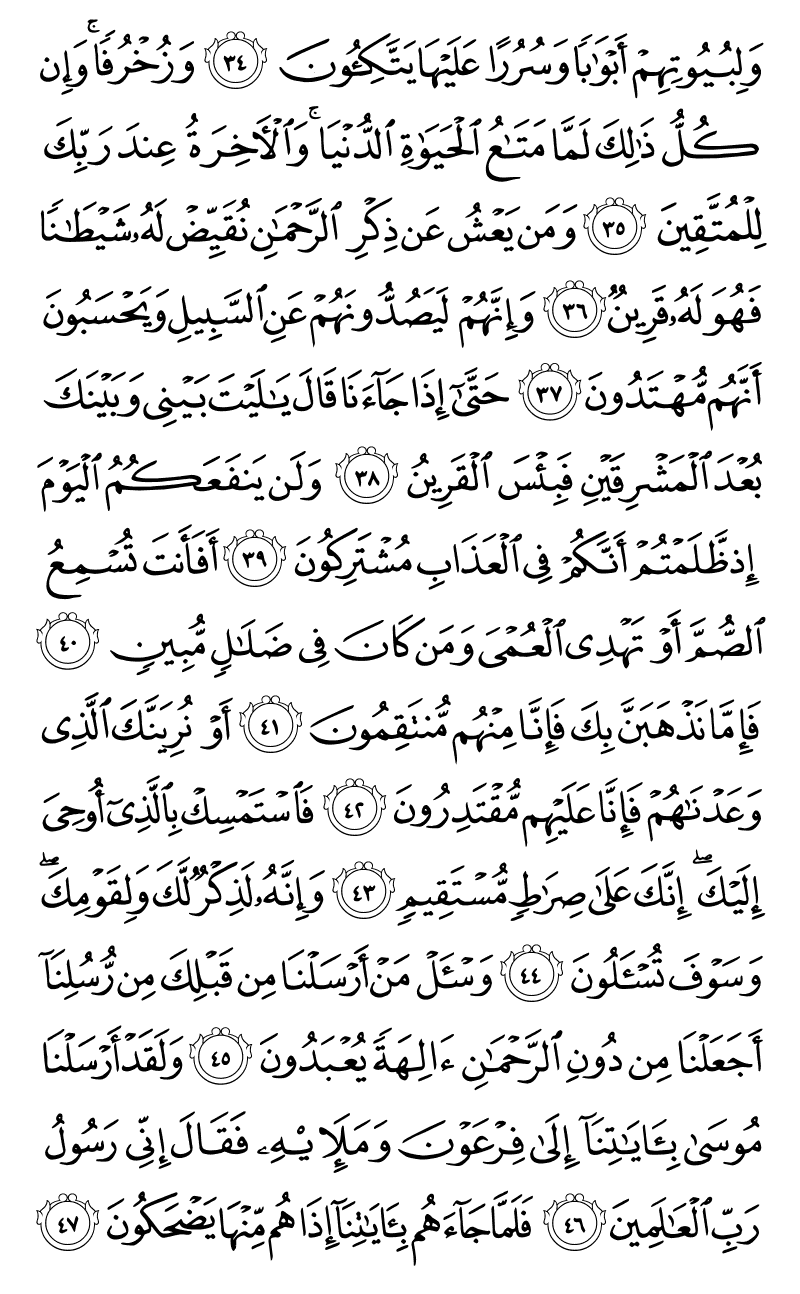 وَلِبُيُوتِهِمۡ أَبۡوَٰبٗا وَسُرُرًا عَلَيۡهَا يَتَّكِـُٔونَ ٣٤ وَزُخۡرُفٗاۚ وَإِن
كُلُّ ذَٰلِكَ لَمَّا مَتَٰعُ ٱلۡحَيَوٰةِ ٱلدُّنۡيَاۚ وَٱلۡأٓخِرَةُ عِندَ رَبِّكَ
لِلۡمُتَّقِينَ ٣٥ وَمَن يَعۡشُ عَن ذِكۡرِ ٱلرَّحۡمَٰنِ نُقَيِّضۡ لَهُۥ شَيۡطَٰنٗا
فَهُوَ لَهُۥ قَرِينٞ ٣٦ وَإِنَّهُمۡ لَيَصُدُّونَهُمۡ عَنِ ٱلسَّبِيلِ وَيَحۡسَبُونَ
أَنَّهُم مُّهۡتَدُونَ ٣٧ حَتَّىٰٓ إِذَا جَآءَنَا قَالَ يَٰلَيۡتَ بَيۡنِي وَبَيۡنَكَ
بُعۡدَ ٱلۡمَشۡرِقَيۡنِ فَبِئۡسَ ٱلۡقَرِينُ ٣٨ وَلَن يَنفَعَكُمُ ٱلۡيَوۡمَ
إِذ ظَّلَمۡتُمۡ أَنَّكُمۡ فِي ٱلۡعَذَابِ مُشۡتَرِكُونَ ٣٩ أَفَأَنتَ تُسۡمِعُ
ٱلصُّمَّ أَوۡ تَهۡدِي ٱلۡعُمۡيَ وَمَن كَانَ فِي ضَلَٰلٖ مُّبِينٖ ٤٠
فَإِمَّا نَذۡهَبَنَّ بِكَ فَإِنَّا مِنۡهُم مُّنتَقِمُونَ ٤١ أَوۡ نُرِيَنَّكَ ٱلَّذِي
وَعَدۡنَٰهُمۡ فَإِنَّا عَلَيۡهِم مُّقۡتَدِرُونَ ٤٢ فَٱسۡتَمۡسِكۡ بِٱلَّذِيٓ أُوحِيَ
إِلَيۡكَۖ إِنَّكَ عَلَىٰ صِرَٰطٖ مُّسۡتَقِيمٖ ٤٣ وَإِنَّهُۥ لَذِكۡرٞ لَّكَ وَلِقَوۡمِكَۖ
وَسَوۡفَ تُسۡـَٔلُونَ ٤٤ وَسۡـَٔلۡ مَنۡ أَرۡسَلۡنَا مِن قَبۡلِكَ مِن رُّسُلِنَآ
أَجَعَلۡنَا مِن دُونِ ٱلرَّحۡمَٰنِ ءَالِهَةٗ يُعۡبَدُونَ ٤٥ وَلَقَدۡ أَرۡسَلۡنَا
مُوسَىٰ بِـَٔايَٰتِنَآ إِلَىٰ فِرۡعَوۡنَ وَمَلَإِيْهِۦ فَقَالَ إِنِّي رَسُولُ
رَبِّ ٱلۡعَٰلَمِينَ ٤٦ فَلَمَّا جَآءَهُم بِـَٔايَٰتِنَآ إِذَا هُم مِّنۡهَا يَضۡحَكُونَ ٤٧